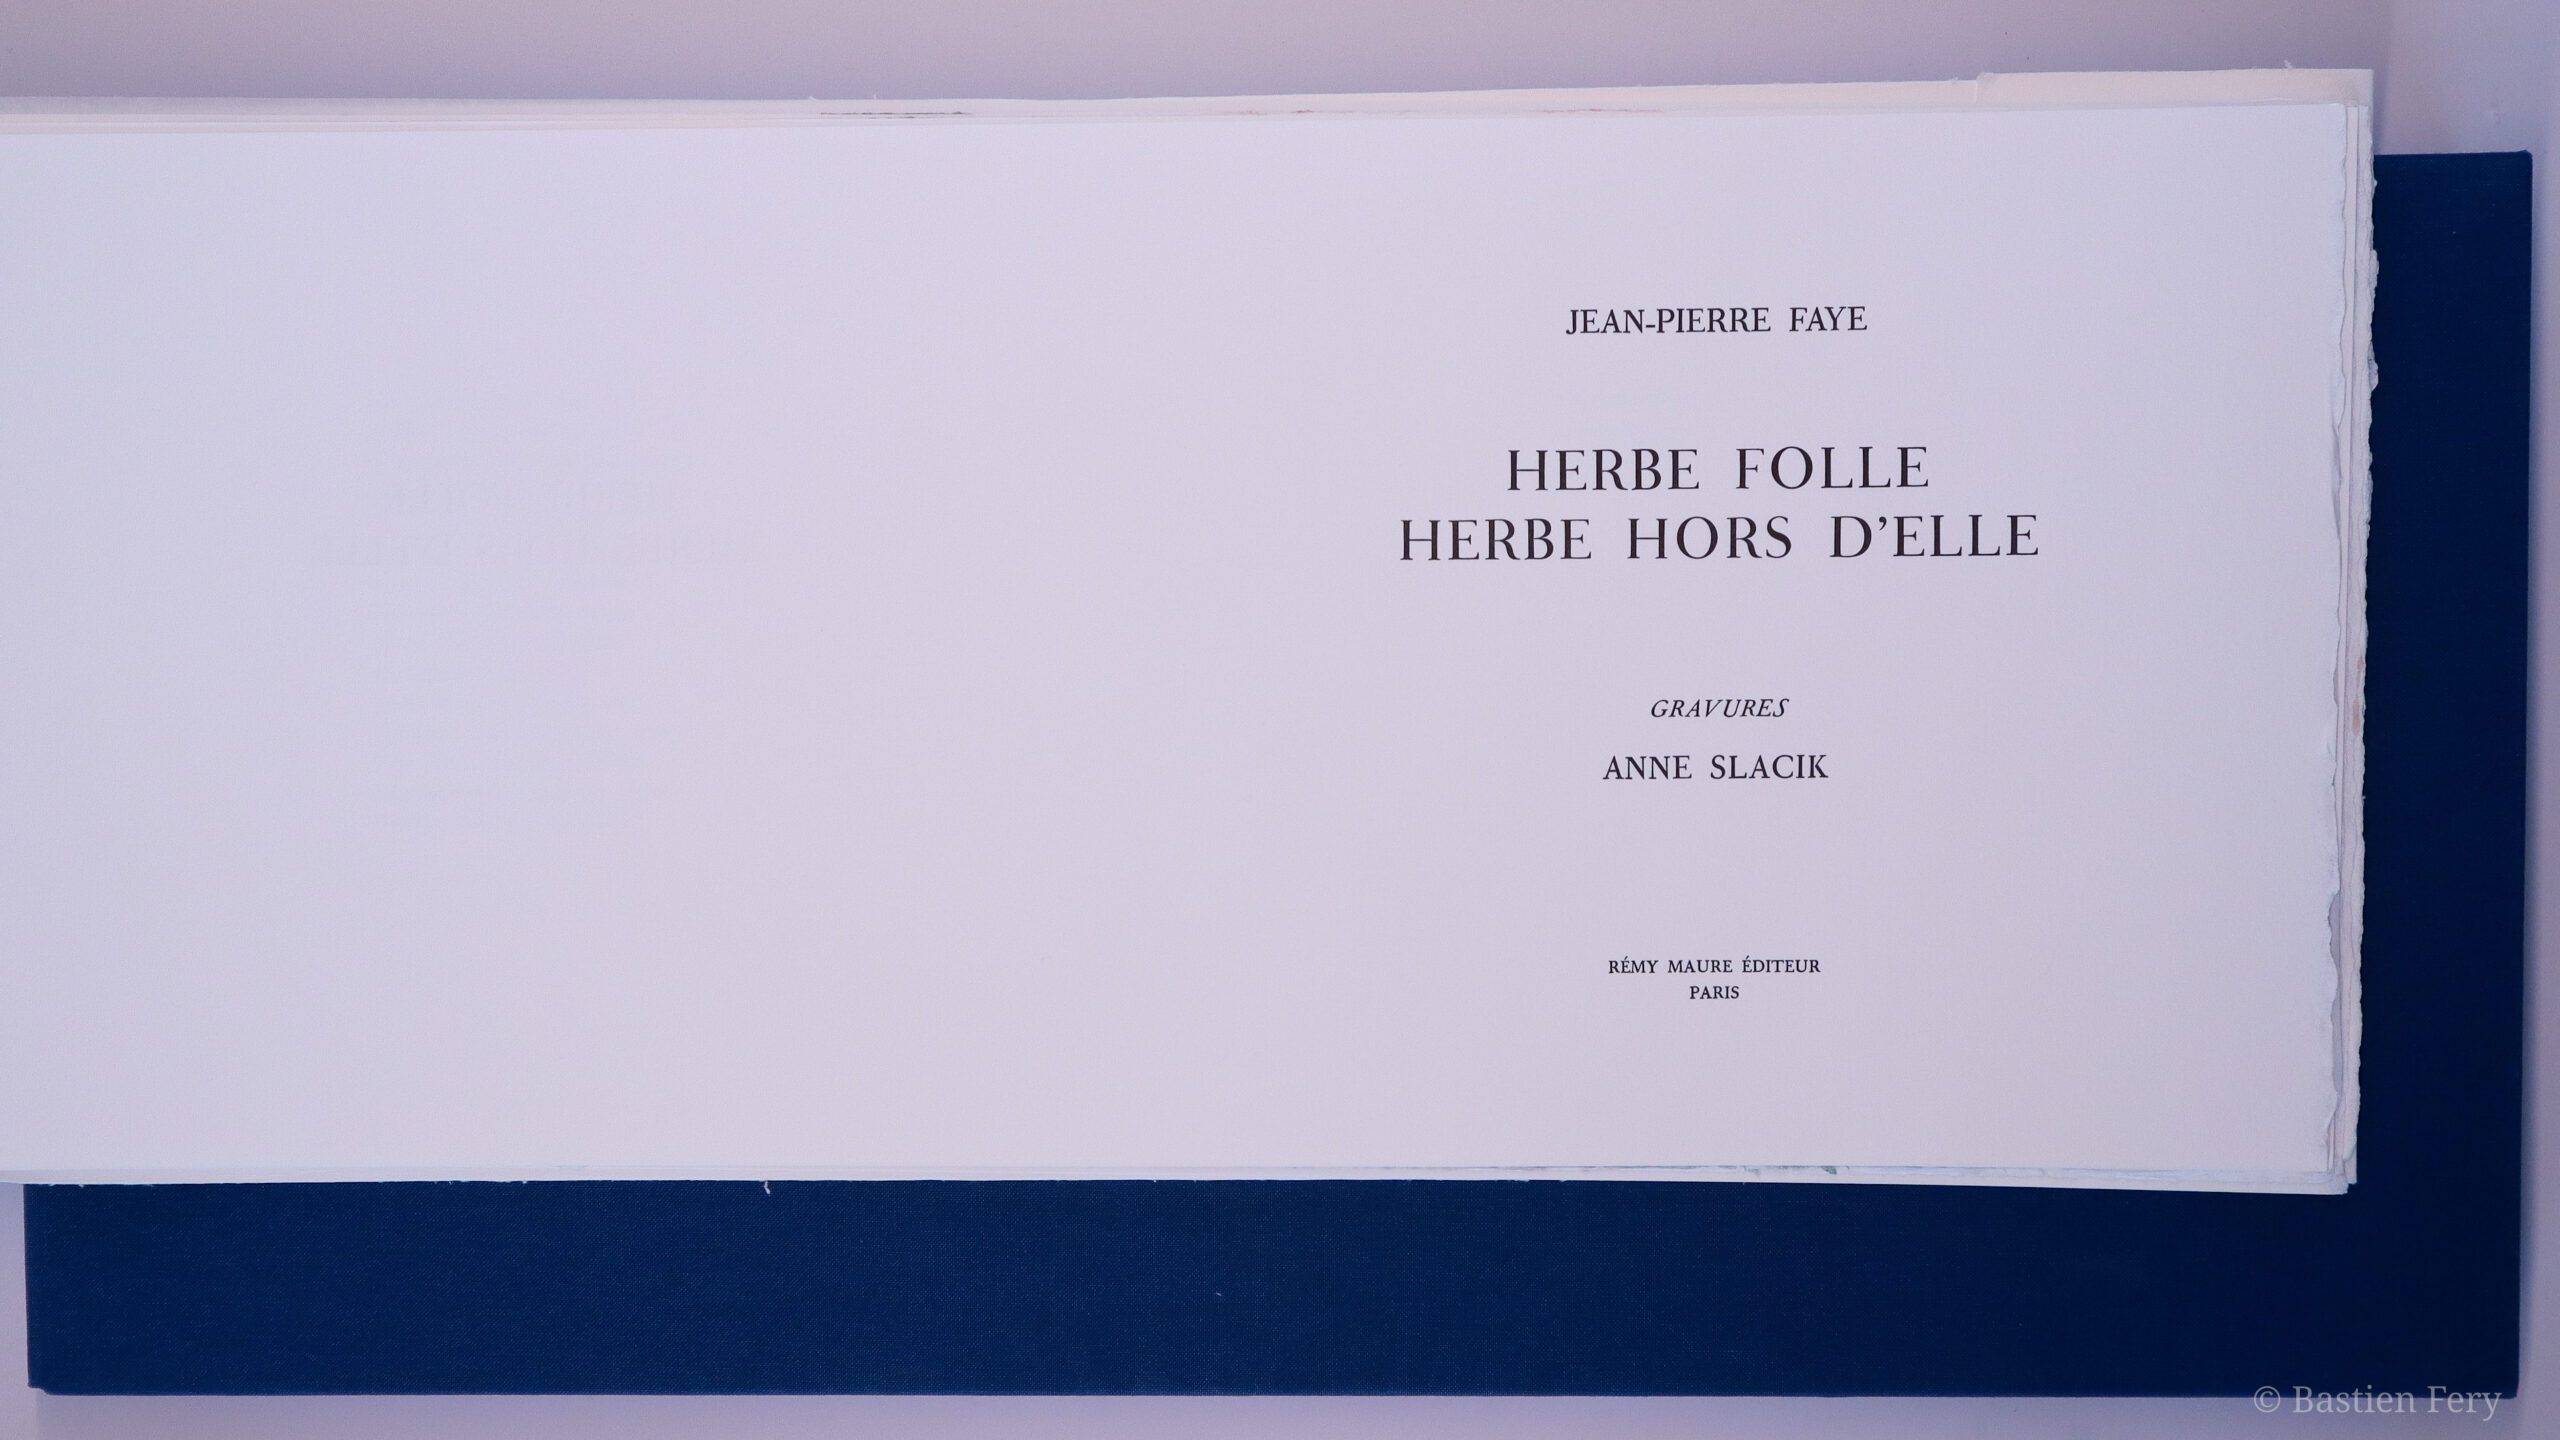 JEAN-PIERRE FAYE
HERBE FOLLE
HERBE HORS D’ELLE
GRAVURES
ANNE SLACIK
RÉMY MAURE ÉDITEUR
PARIS
© Bastien Fery